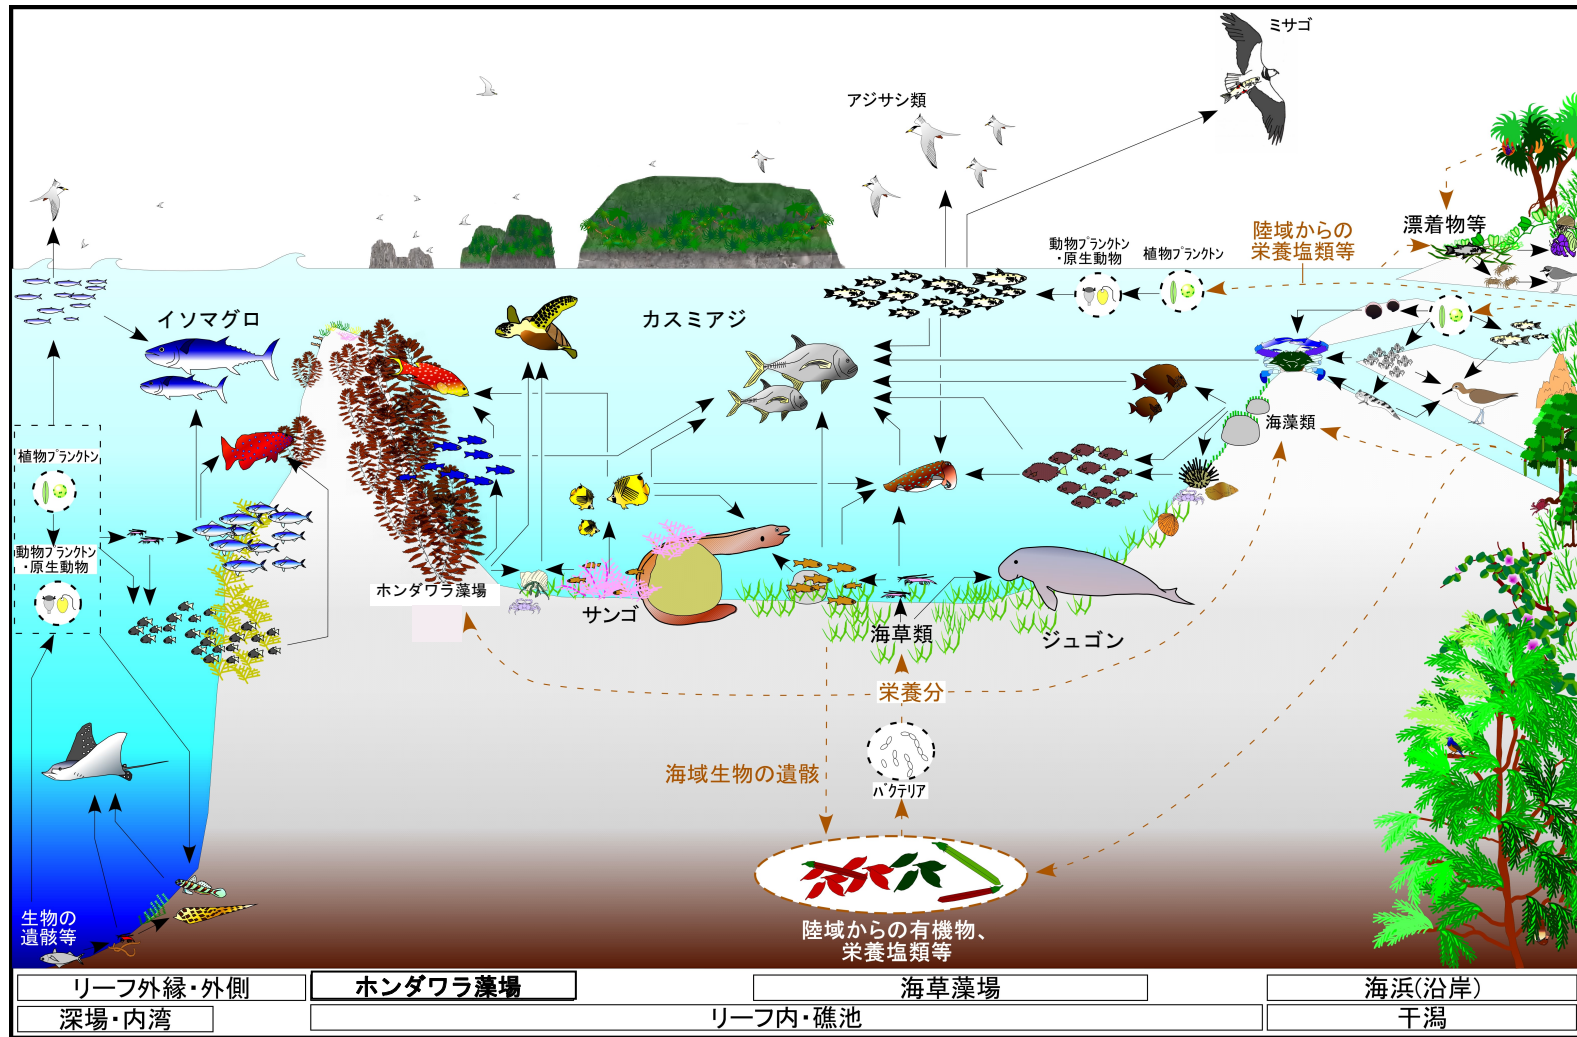 ミサゴ
アジサシ類
漂着物等
陸域からの
栄養塩類等
動物プランクトン
・原生動物
植物プランクトン
イソマグロ
カスミアジ
海藻類
植物プランクトン
動物プランクトン
・原生動物
ホンダワラ藻場
サンゴ
海草類
ジュゴン
栄養分
海域生物の遺骸
バクテリア
生物の
遺骸等
陸域からの有機物、
栄養塩類等
リーフ外縁・外側
ホンダワラ藻場
海草藻場
海浜(沿岸)
深場・内湾
リーフ内・礁池
干潟